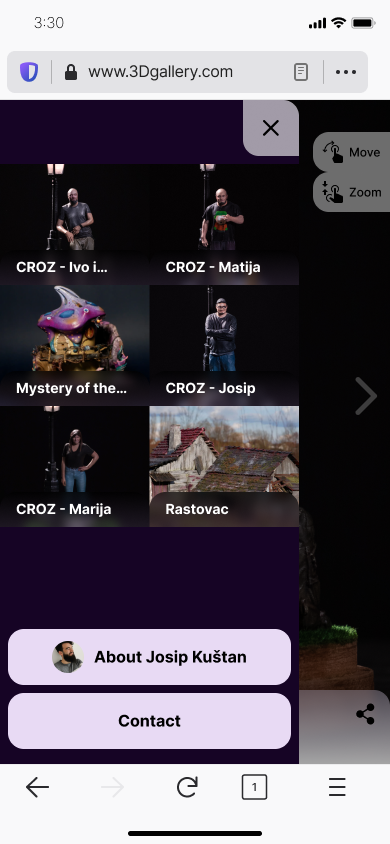 3:30
www.3Dgallery.com
Move
Zoom
CROZ - Ivo i...
CROZ - Matija
Mystery of the...
CROZ - Josip
CROZ - Marija
Rastovac
About Josip Kuštan
Contact
1